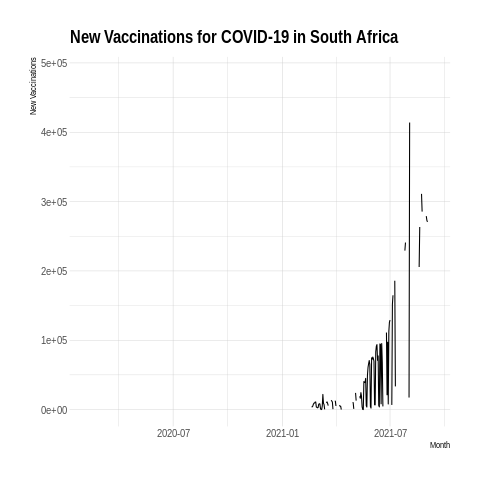 New Vaccinations for COVID-19 in South Africa
New Vaccinations
5e+05
4e+05
3e+05
2e+05
1e+05
0e+00
2020-07
2021-01
2021-07
Month